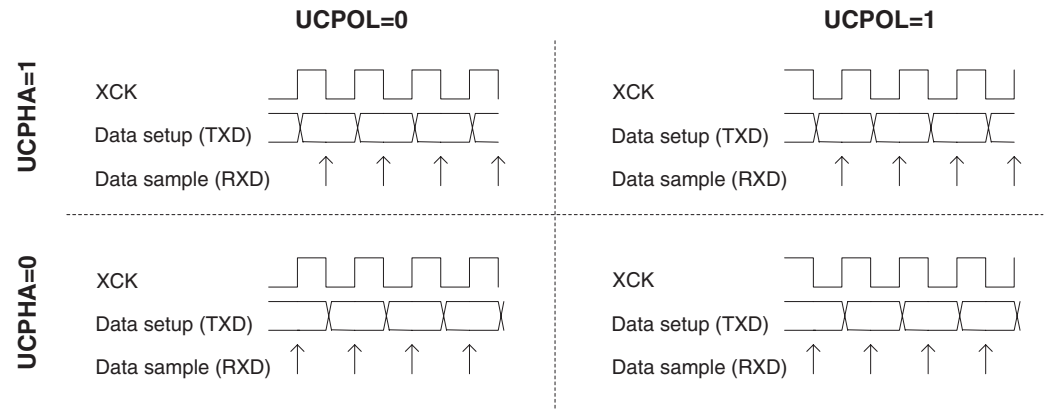 UCPOL=0
UCPOL=1
UCPHA=1
XCK
Data setup (TXD)
Data sample (RXD)
XCK
Data setup (TXD)
Data sample (RXD)
UCPHA=0
XCK
Data setup (TXD)
Data sample (RXD)
XCK
Data setup (TXD)
Data sample (RXD)